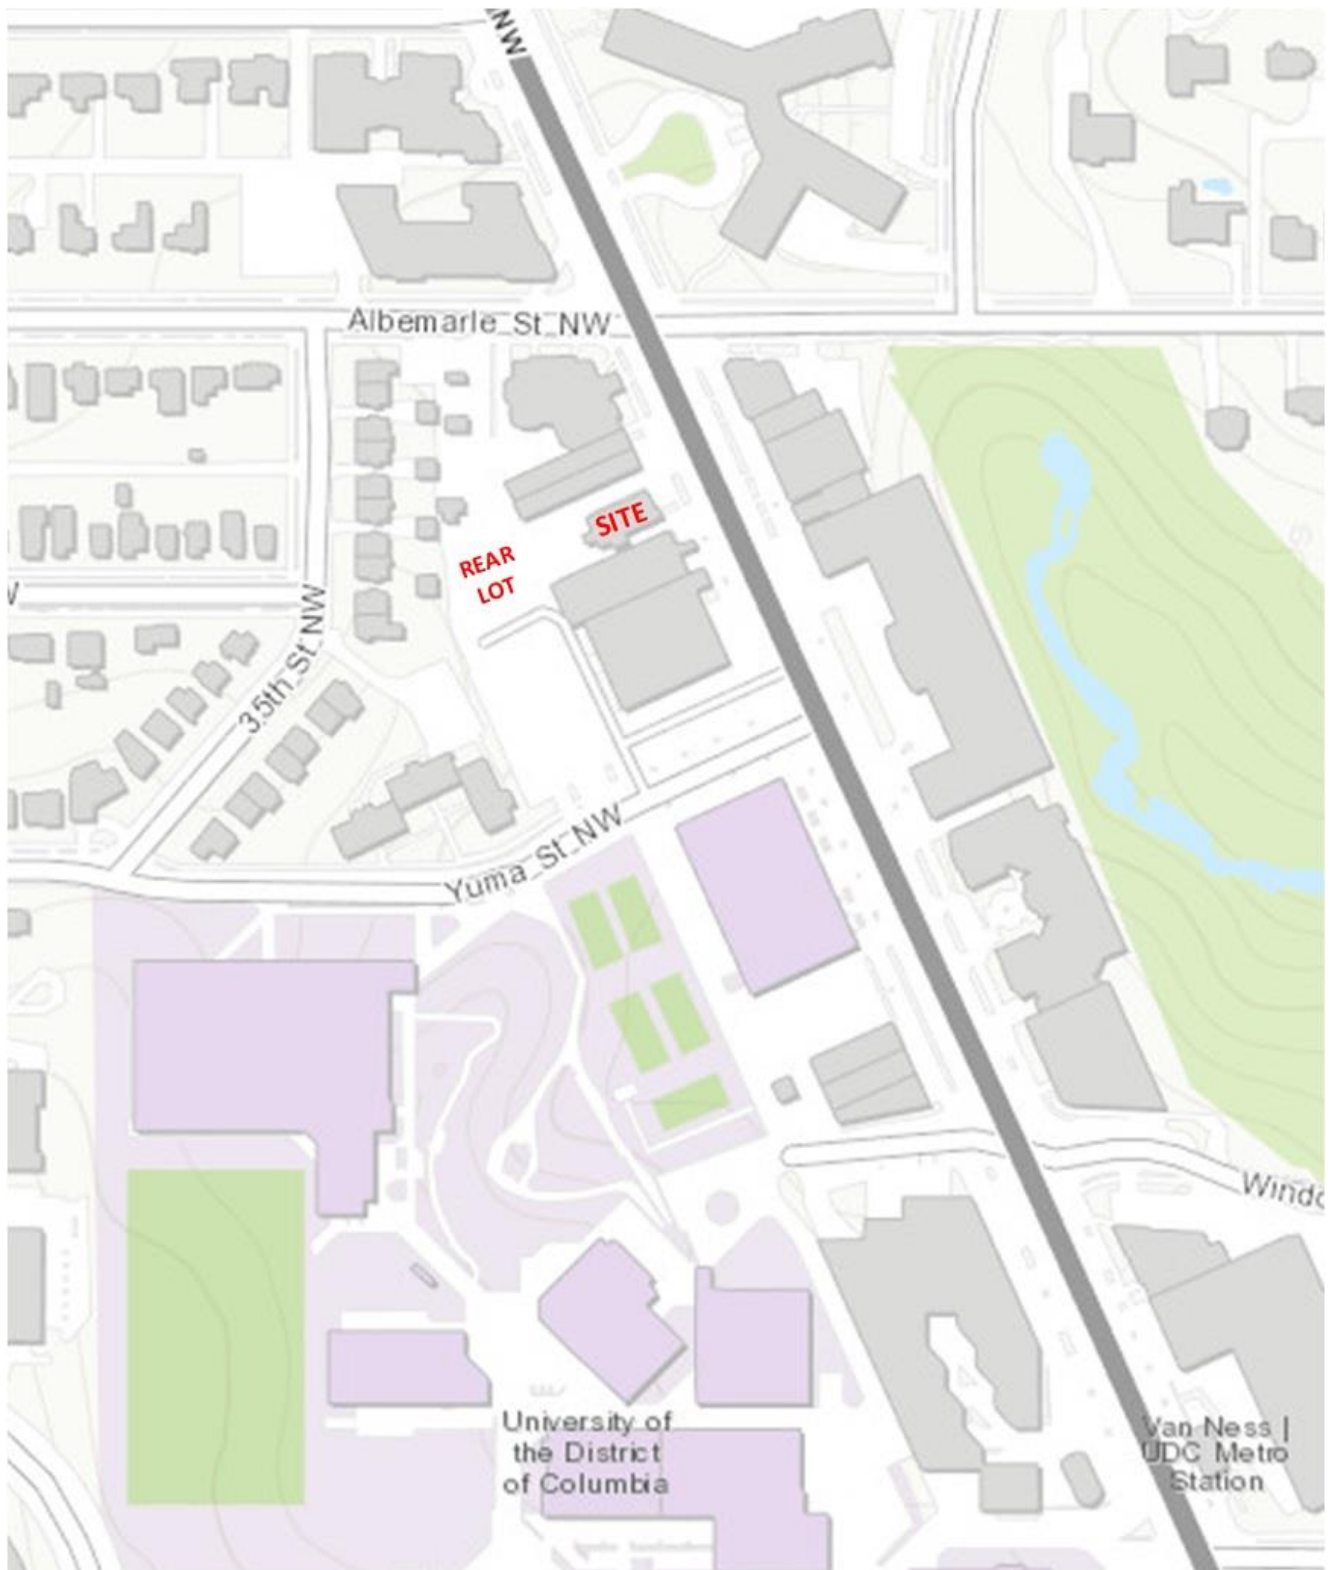 NW
Albemarle St NW
SITE
REAR
LOT
35th St NW
Yuma St NW
University of
the District
of Columbia
Van Ness |
UDC Metro
Station